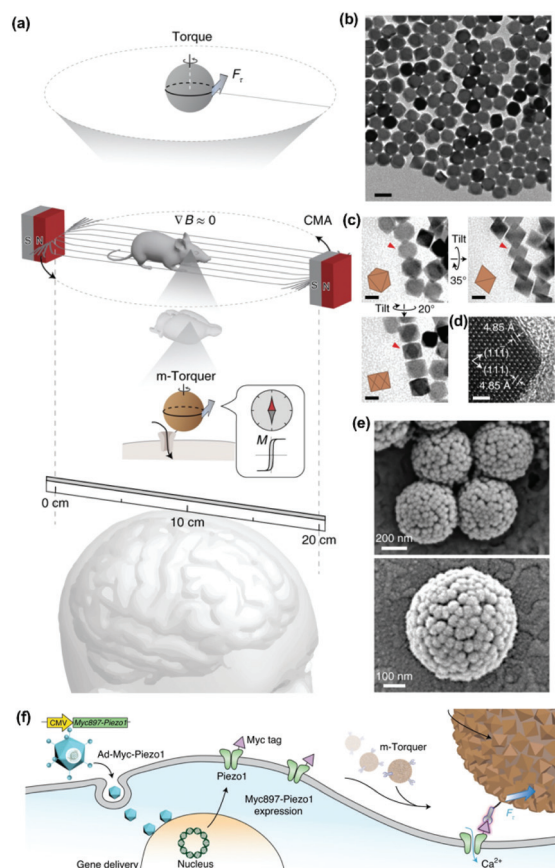 (a)
Torque
Fτ
∇B ≈ 0
CMA
S N
S N
m-Torquer
M
0 cm
10 cm
20 cm
(b)
(c)
Tilt
35°
Tilt
20°
(d)
4.85 Å
(111)
(111)
4.85 Å
(e)
200 nm
100 nm
(f)
CMV
Myc897-Piezo1
Ad-Myc-Piezo1
Myc tag
Piezo1
Myc897-Piezo1
expression
m-Torquer
Fτ
Nucleus
Gene delivery
Ca²⁺